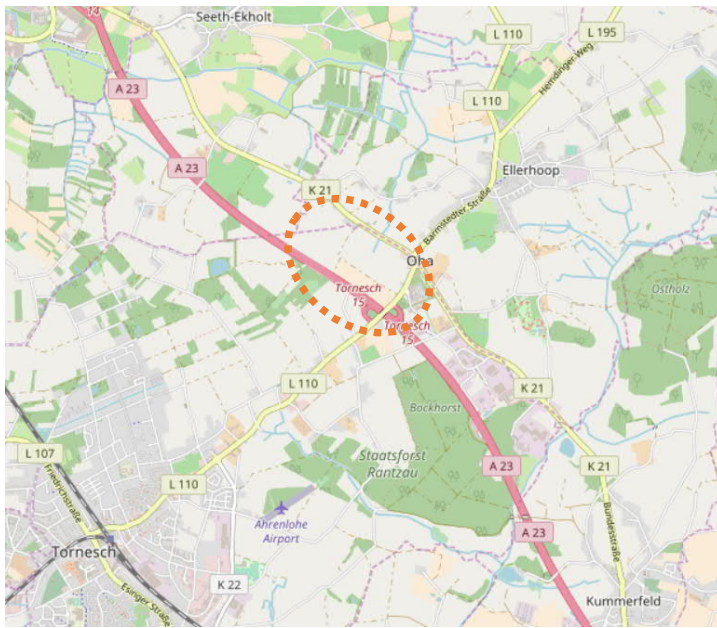 14
Seeth-Ekholt
L 110
L 195
A 23
L 110
Hemdinger Weg
A 23
Ellerhoop
K 21
Barmstedter Straße
Oha
Tornesch
15
Ostholz
Tornesch
15
L 110
K 21
Bockhorst
L 107
Staatsforst
Rantzau
A 23
K 21
L 110
Friedrichstraße
Ahrenlohe
Airport
Bundesstraße
A 23
Tornesch
K 22
Esinger Straße
Kummerfeld